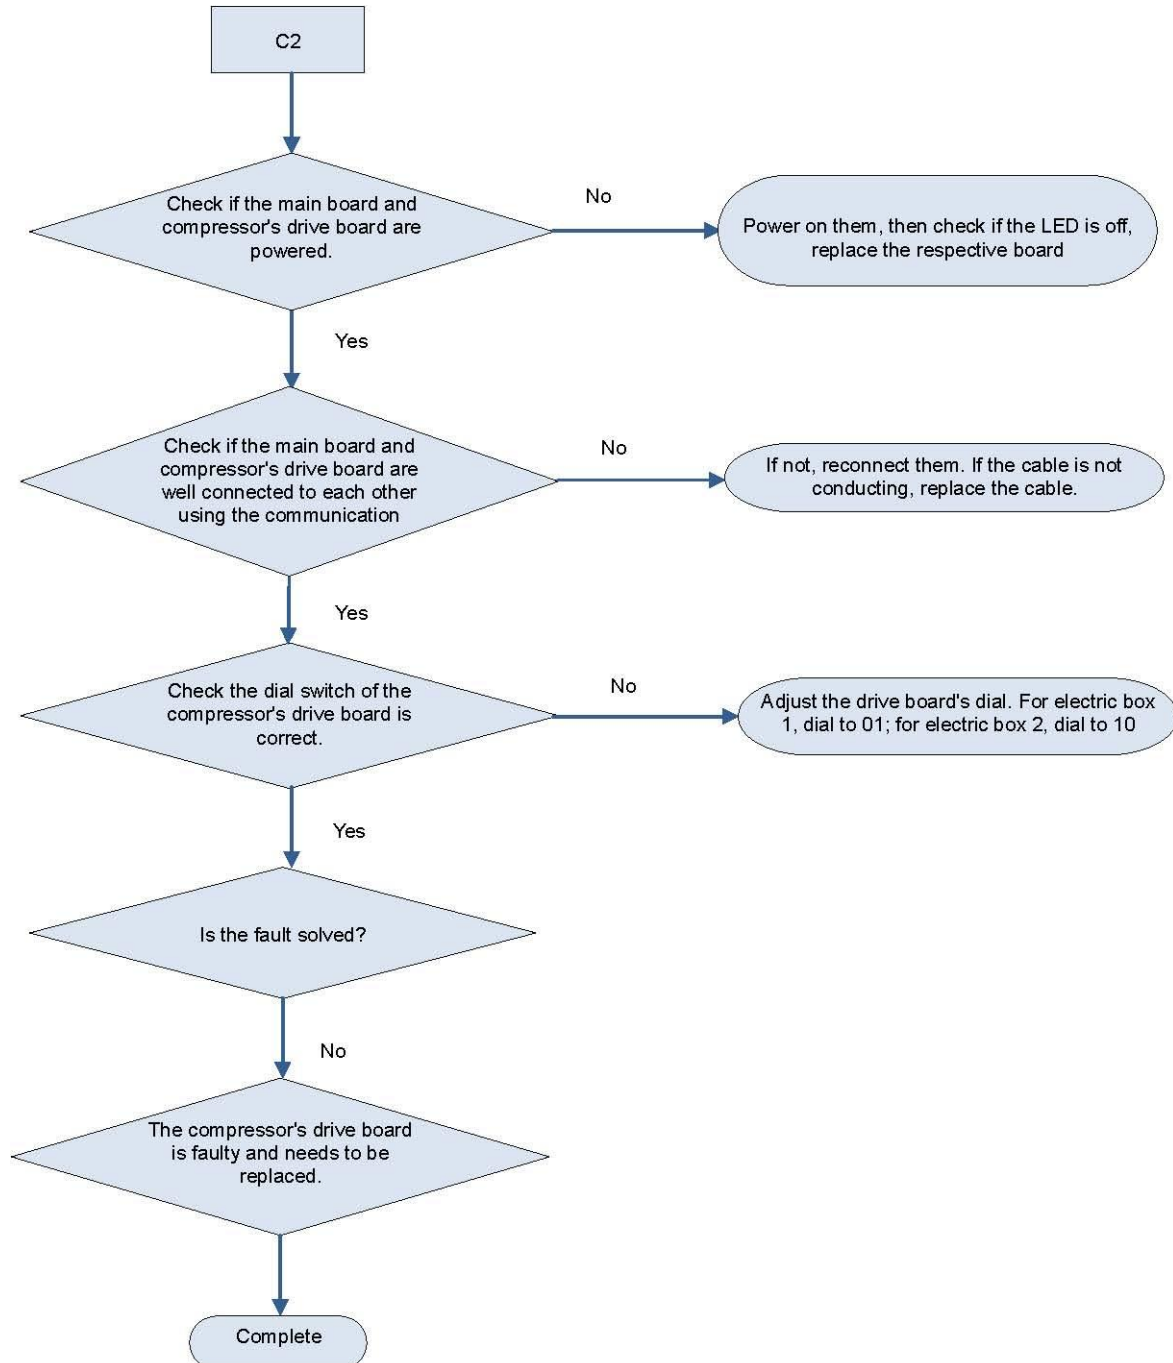 C2
Check if the main board and
compressor's drive board are
powered.
No
Power on them, then check if the LED is off,
replace the respective board
Yes
Check if the main board and
compressor's drive board are
well connected to each other
using the communication
No
If not, reconnect them. If the cable is not
conducting, replace the cable.
Yes
Check the dial switch of the
compressor's drive board is
correct.
No
Adjust the drive board's dial. For electric box
1, dial to 01; for electric box 2, dial to 10
Yes
Is the fault solved?
No
The compressor's drive board
is faulty and needs to be
replaced.
Complete